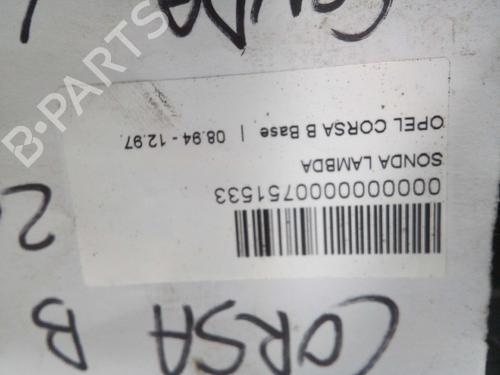 CORSA B
0000000000751533
SONDA LAMBDA
OPEL CORSA B Base | 08.94 - 12.97.
B-PARTS